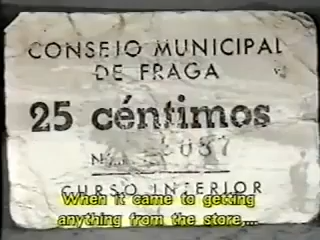 CONSEJO MUNICIPAL
DE FRAGA
25 céntimos
CURSO INTERIOR
When it came to getting
anything from the store,...